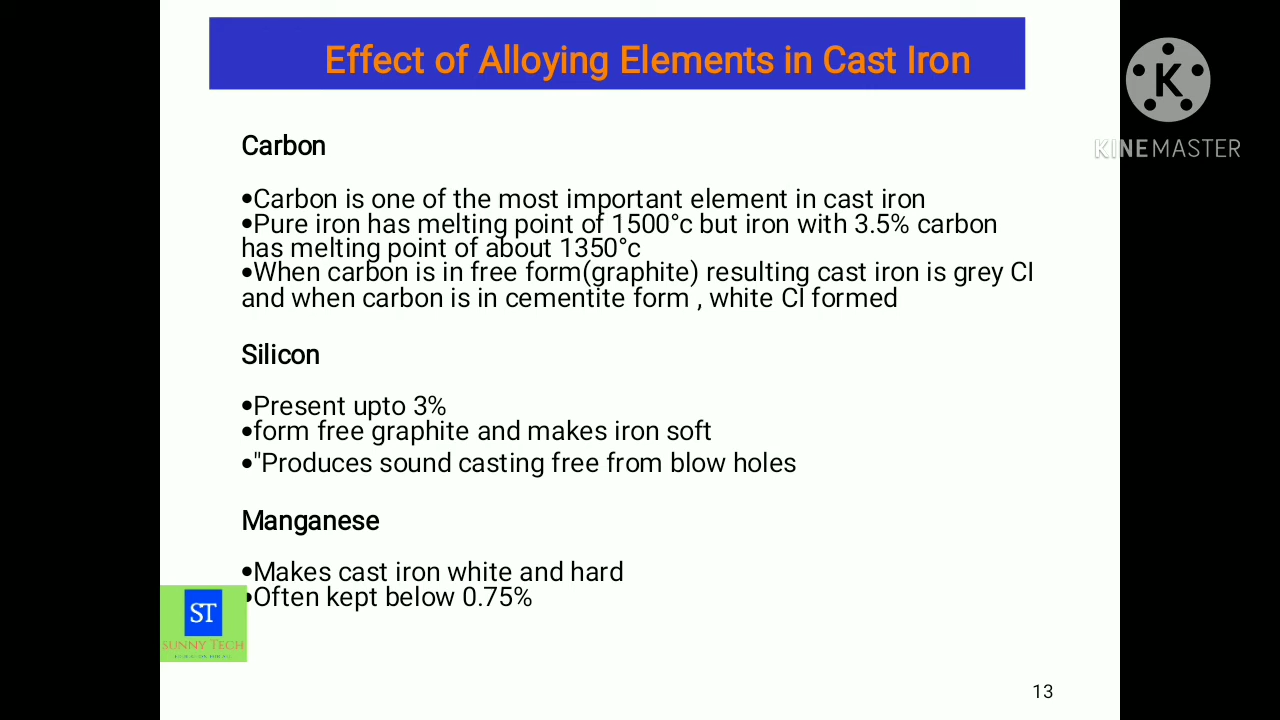 Effect of Alloying Elements in Cast Iron
K
KINEMASTER
Carbon
•Carbon is one of the most important element in cast iron
•Pure iron has melting point of 1500°c but iron with 3.5% carbon
has melting point of about 1350°c
•When carbon is in free form(graphite) resulting cast iron is grey CI
and when carbon is in cementite form , white CI formed
Silicon
•Present upto 3%
•form free graphite and makes iron soft
•"Produces sound casting free from blow holes
Manganese
•Makes cast iron white and hard
•Often kept below 0.75%
ST
SUNNY TECH
13